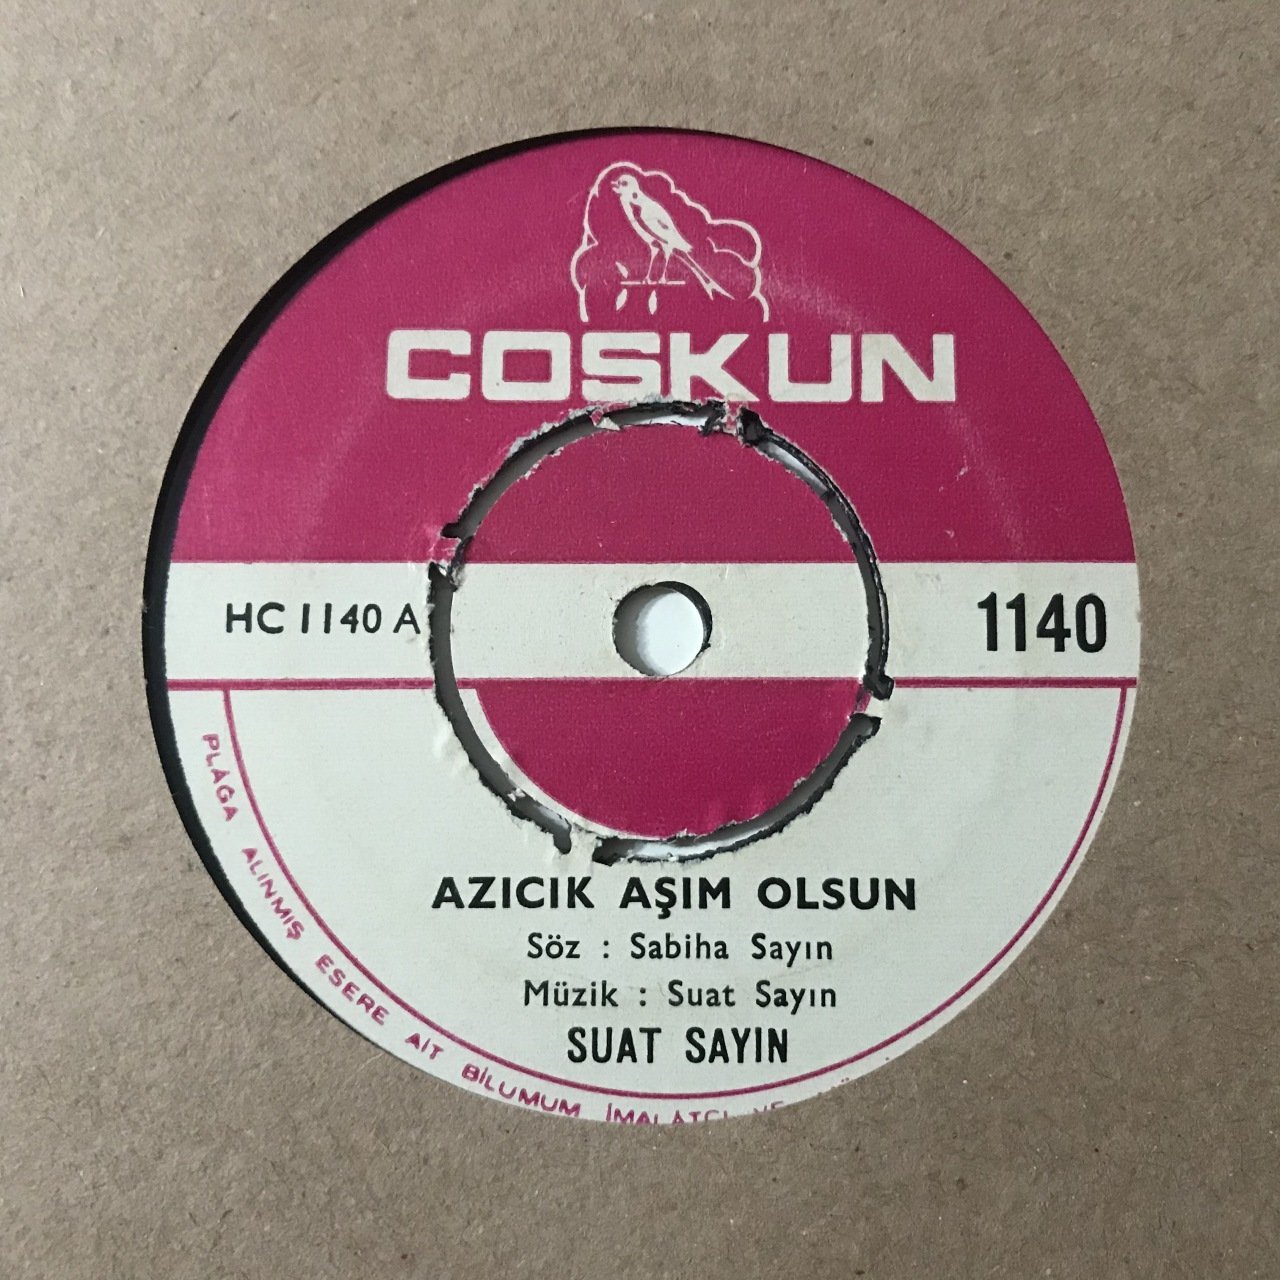 COSKUN
HC 1140 A
1140
AZICIK AŞIM OLSUN
Söz : Sabiha Sayın
Müzik : Suat Sayın
SUAT SAYIN
PLAĞA ALINMIŞ ESERE AİT BİLUMUM İMALÂTÇI VE